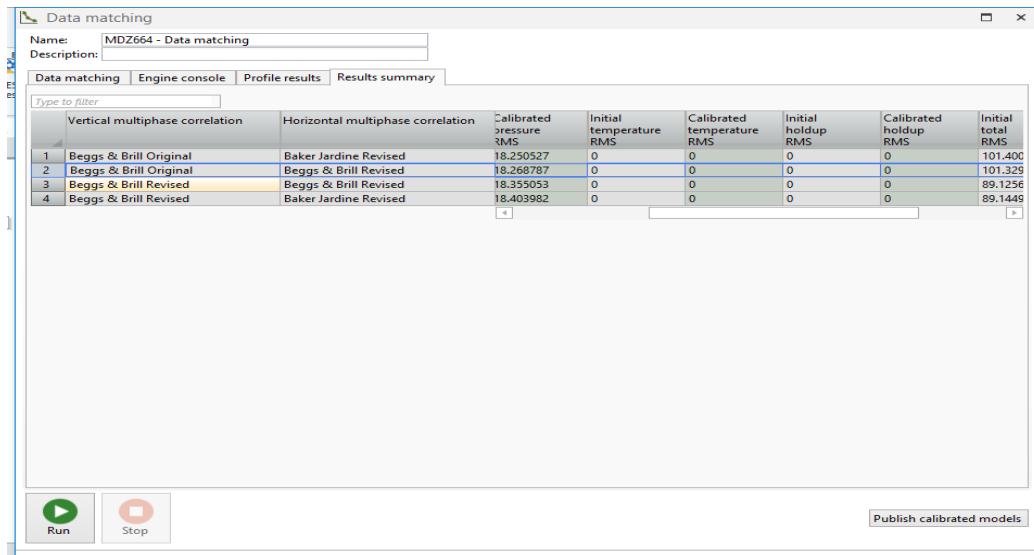 Data matching
Name: MDZ664 - Data matching
Description:
Data matching Engine console Profile results Results summary
Type to filter
Vertical multiphase correlation Horizontal multiphase correlation Calibrated pressure RMS Initial temperature RMS Calibrated temperature RMS Initial holdup RMS Calibrated holdup RMS Initial total RMS
1 Beggs & Brill Original Baker Jardine Revised 18.250527 0 0 0 0 101.400
2 Beggs & Brill Original Beggs & Brill Revised 18.268787 0 0 0 0 101.329
3 Beggs & Brill Revised Beggs & Brill Revised 18.355053 0 0 0 0 89.1256
4 Beggs & Brill Revised Baker Jardine Revised 18.403982 0 0 0 0 89.1449
Run Stop Publish calibrated models